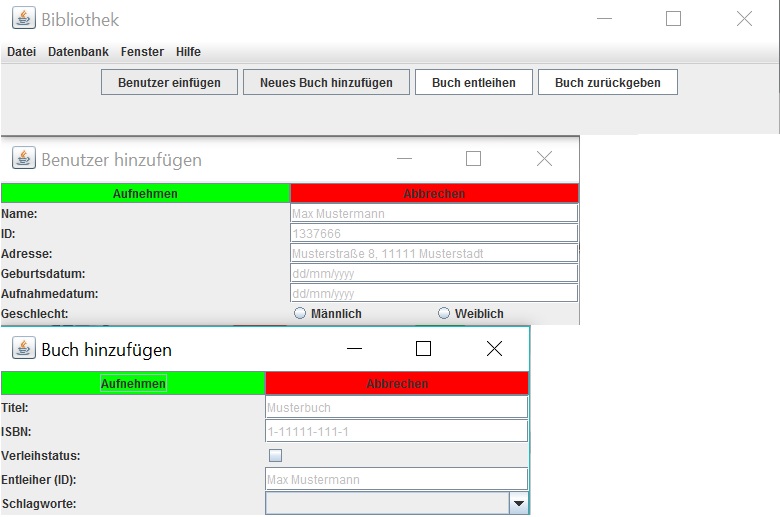 Bibliothek
Datei Datenbank Fenster Hilfe
Benutzer einfügen Neues Buch hinzufügen Buch entleihen Buch zurückgeben
Benutzer hinzufügen
Aufnehmen Abbrechen
Name: Max Mustermann
ID: 1337666
Adresse: Musterstraße 8, 11111 Musterstadt
Geburtsdatum: dd/mm/yyyy
Aufnahmedatum: dd/mm/yyyy
Geschlecht: Männlich Weiblich
Buch hinzufügen
Aufnehmen Abbrechen
Titel: Musterbuch
ISBN: 1-11111-111-1
Verleihstatus:
Entleiher (ID): Max Mustermann
Schlagworte: